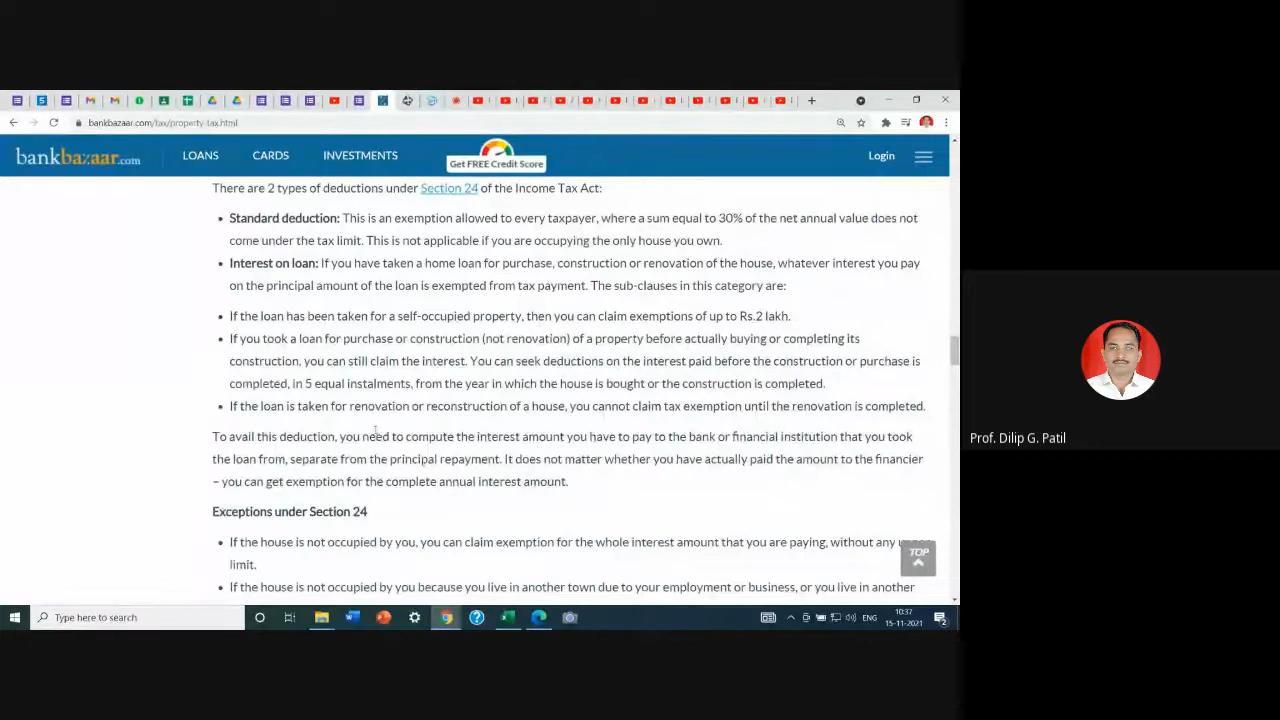 bankbazaar.com/tax/property-tax.html
bankbazaar.com
LOANS
CARDS
INVESTMENTS
Get FREE Credit Score
Login
There are 2 types of deductions under Section 24 of the Income Tax Act:
• Standard deduction: This is an exemption allowed to every taxpayer, where a sum equal to 30% of the net annual value does not
come under the tax limit. This is not applicable if you are occupying the only house you own.
• Interest on loan: If you have taken a home loan for purchase, construction or renovation of the house, whatever interest you pay
on the principal amount of the loan is exempted from tax payment. The sub-clauses in this category are:
• If the loan has been taken for a self-occupied property, then you can claim exemptions of up to Rs.2 lakh.
• If you took a loan for purchase or construction (not renovation) of a property before actually buying or completing its
construction, you can still claim the interest. You can seek deductions on the interest paid before the construction or purchase is
completed, in 5 equal instalments, from the year in which the house is bought or the construction is completed.
• If the loan is taken for renovation or reconstruction of a house, you cannot claim tax exemption until the renovation is completed.
To avail this deduction, you need to compute the interest amount you have to pay to the bank or financial institution that you took
the loan from, separate from the principal repayment. It does not matter whether you have actually paid the amount to the financier
– you can get exemption for the complete annual interest amount.
Exceptions under Section 24
• If the house is not occupied by you, you can claim exemption for the whole interest amount that you are paying, without any
limit.
• If the house is not occupied by you because you live in another town due to your employment or business, or you live in another
TOP
Prof. Dilip G. Patil
Type here to search
ENG
10:37
15-11-2021
2